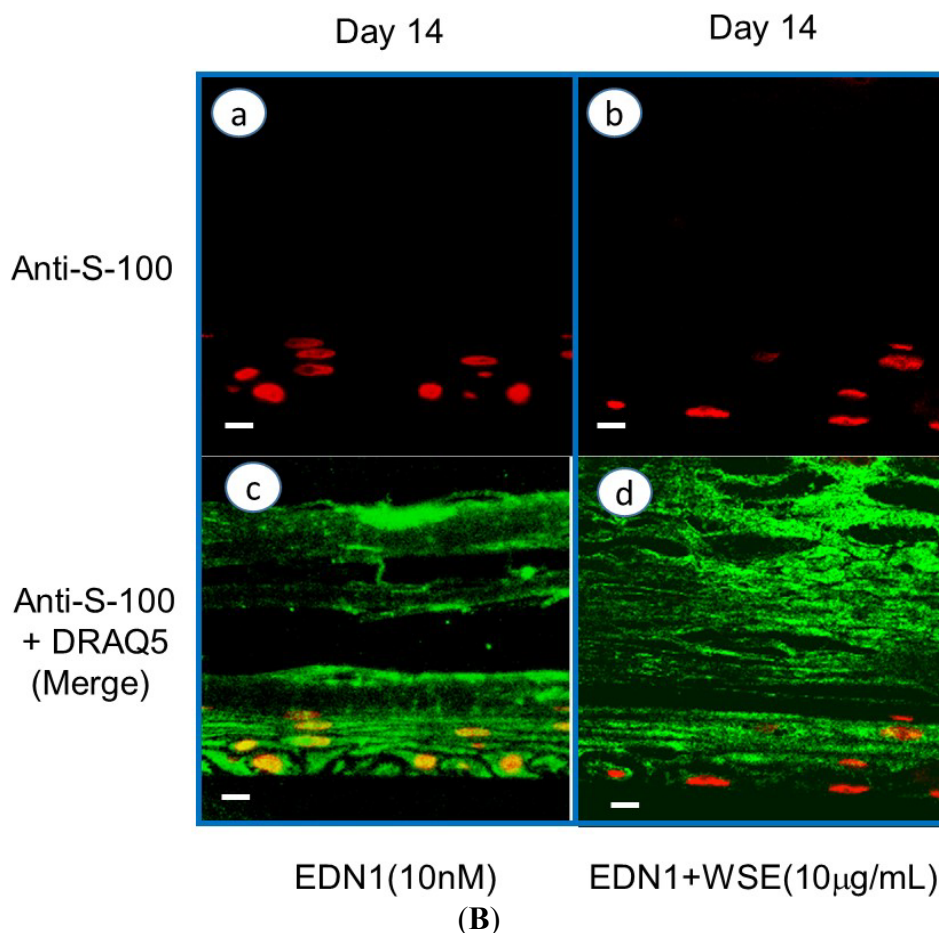 Day 14
Day 14
a
b
Anti-S-100
c
d
Anti-S-100
+ DRAQ5
(Merge)
EDN1(10nM)
EDN1+WSE(10μg/mL)
(B)